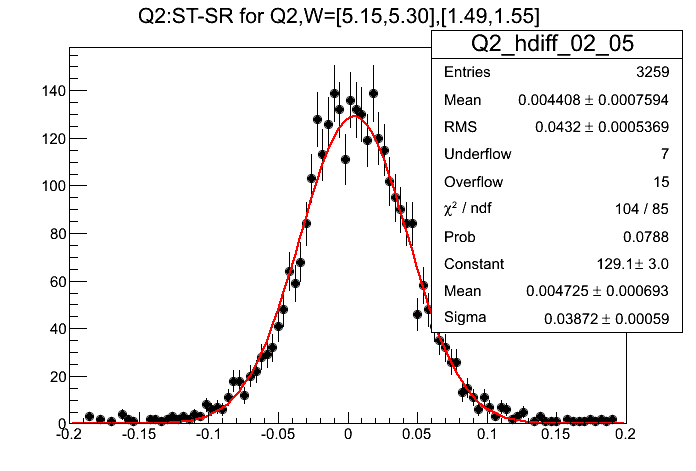 Q2:ST-SR for Q2,W=[5.15,5.30],[1.49,1.55]
Q2_hdiff_02_05
Entries 3259
Mean 0.004408 ± 0.0007594
RMS 0.0432 ± 0.0005369
Underflow 7
Overflow 15
χ² / ndf 104 / 85
Prob 0.0788
Constant 129.1 ± 3.0
Mean 0.004725 ± 0.000693
Sigma 0.03872 ± 0.00059
140
120
100
80
60
40
20
0
-0.2 -0.15 -0.1 -0.05 0 0.05 0.1 0.15 0.2